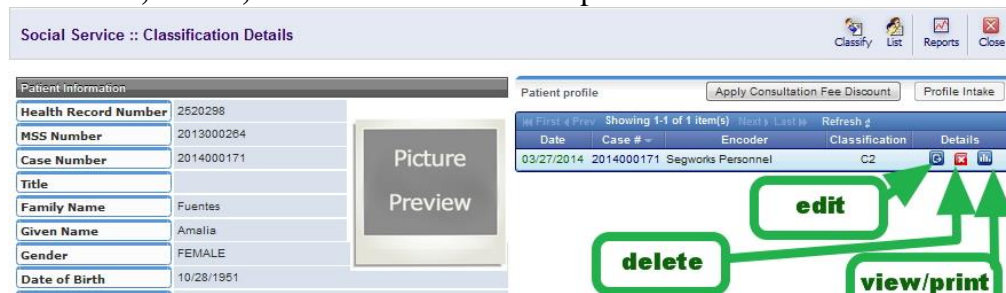 Social Service :: Classification Details
Classify List Reports Close
Patient Information
Health Record Number 2520298
MSS Number 2013000264
Case Number 2014000171
Title
Family Name Fuentes
Given Name Amalia
Gender FEMALE
Date of Birth 10/28/1951
Picture
Preview
Patient profile Apply Consultation Fee Discount Profile Intake
First Prev Showing 1-1 of 1 item(s) Next Last Refresh
Date Case # Encoder Classification Details
03/27/2014 2014000171 Segworks Personnel C2
edit
delete
view/print